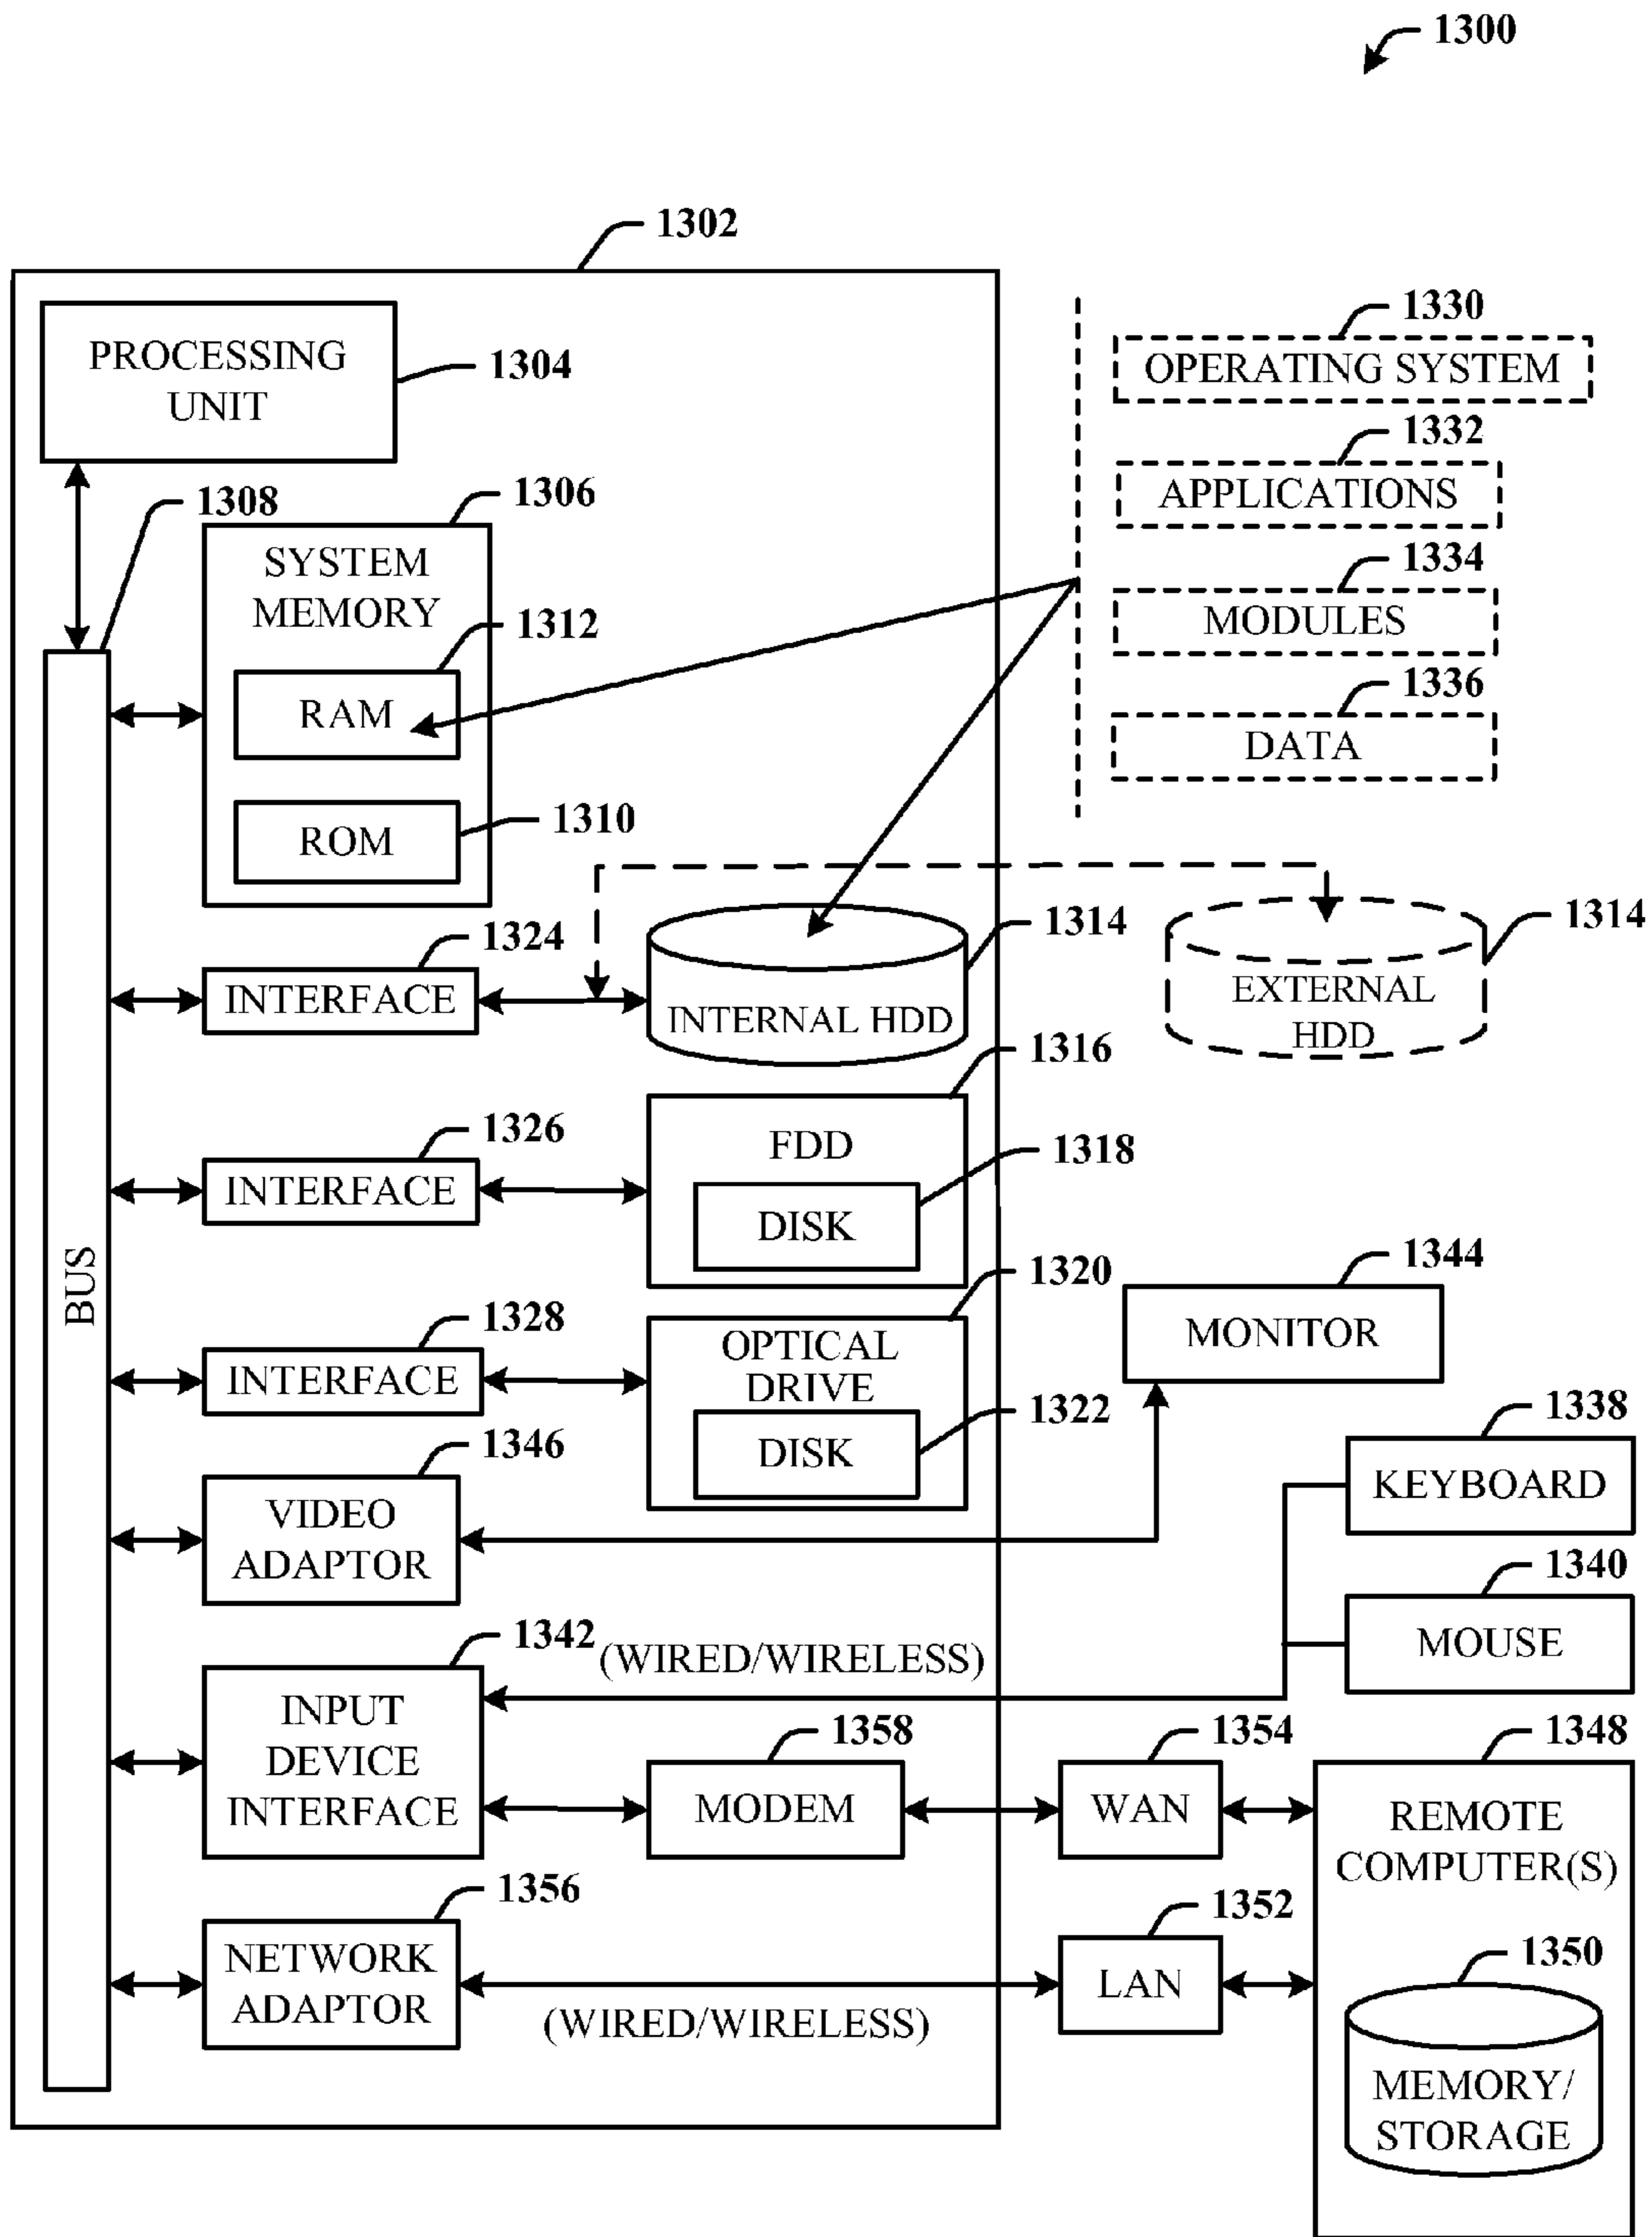 1300
1302
PROCESSING
UNIT
1304
1330
OPERATING SYSTEM
1332
APPLICATIONS
1334
MODULES
1336
DATA
1308
1306
SYSTEM
MEMORY
1312
RAM
1310
ROM
BUS
1324
INTERFACE
1314
INTERNAL HDD
1314
EXTERNAL
HDD
1326
INTERFACE
1316
FDD
1318
DISK
1328
INTERFACE
1320
OPTICAL
DRIVE
1322
DISK
1344
MONITOR
1346
VIDEO
ADAPTOR
1338
KEYBOARD
1340
MOUSE
1342
(WIRED/WIRELESS)
INPUT
DEVICE
INTERFACE
1358
MODEM
1354
WAN
1348
REMOTE
COMPUTER(S)
1356
NETWORK
ADAPTOR
(WIRED/WIRELESS)
1352
LAN
1350
MEMORY/
STORAGE